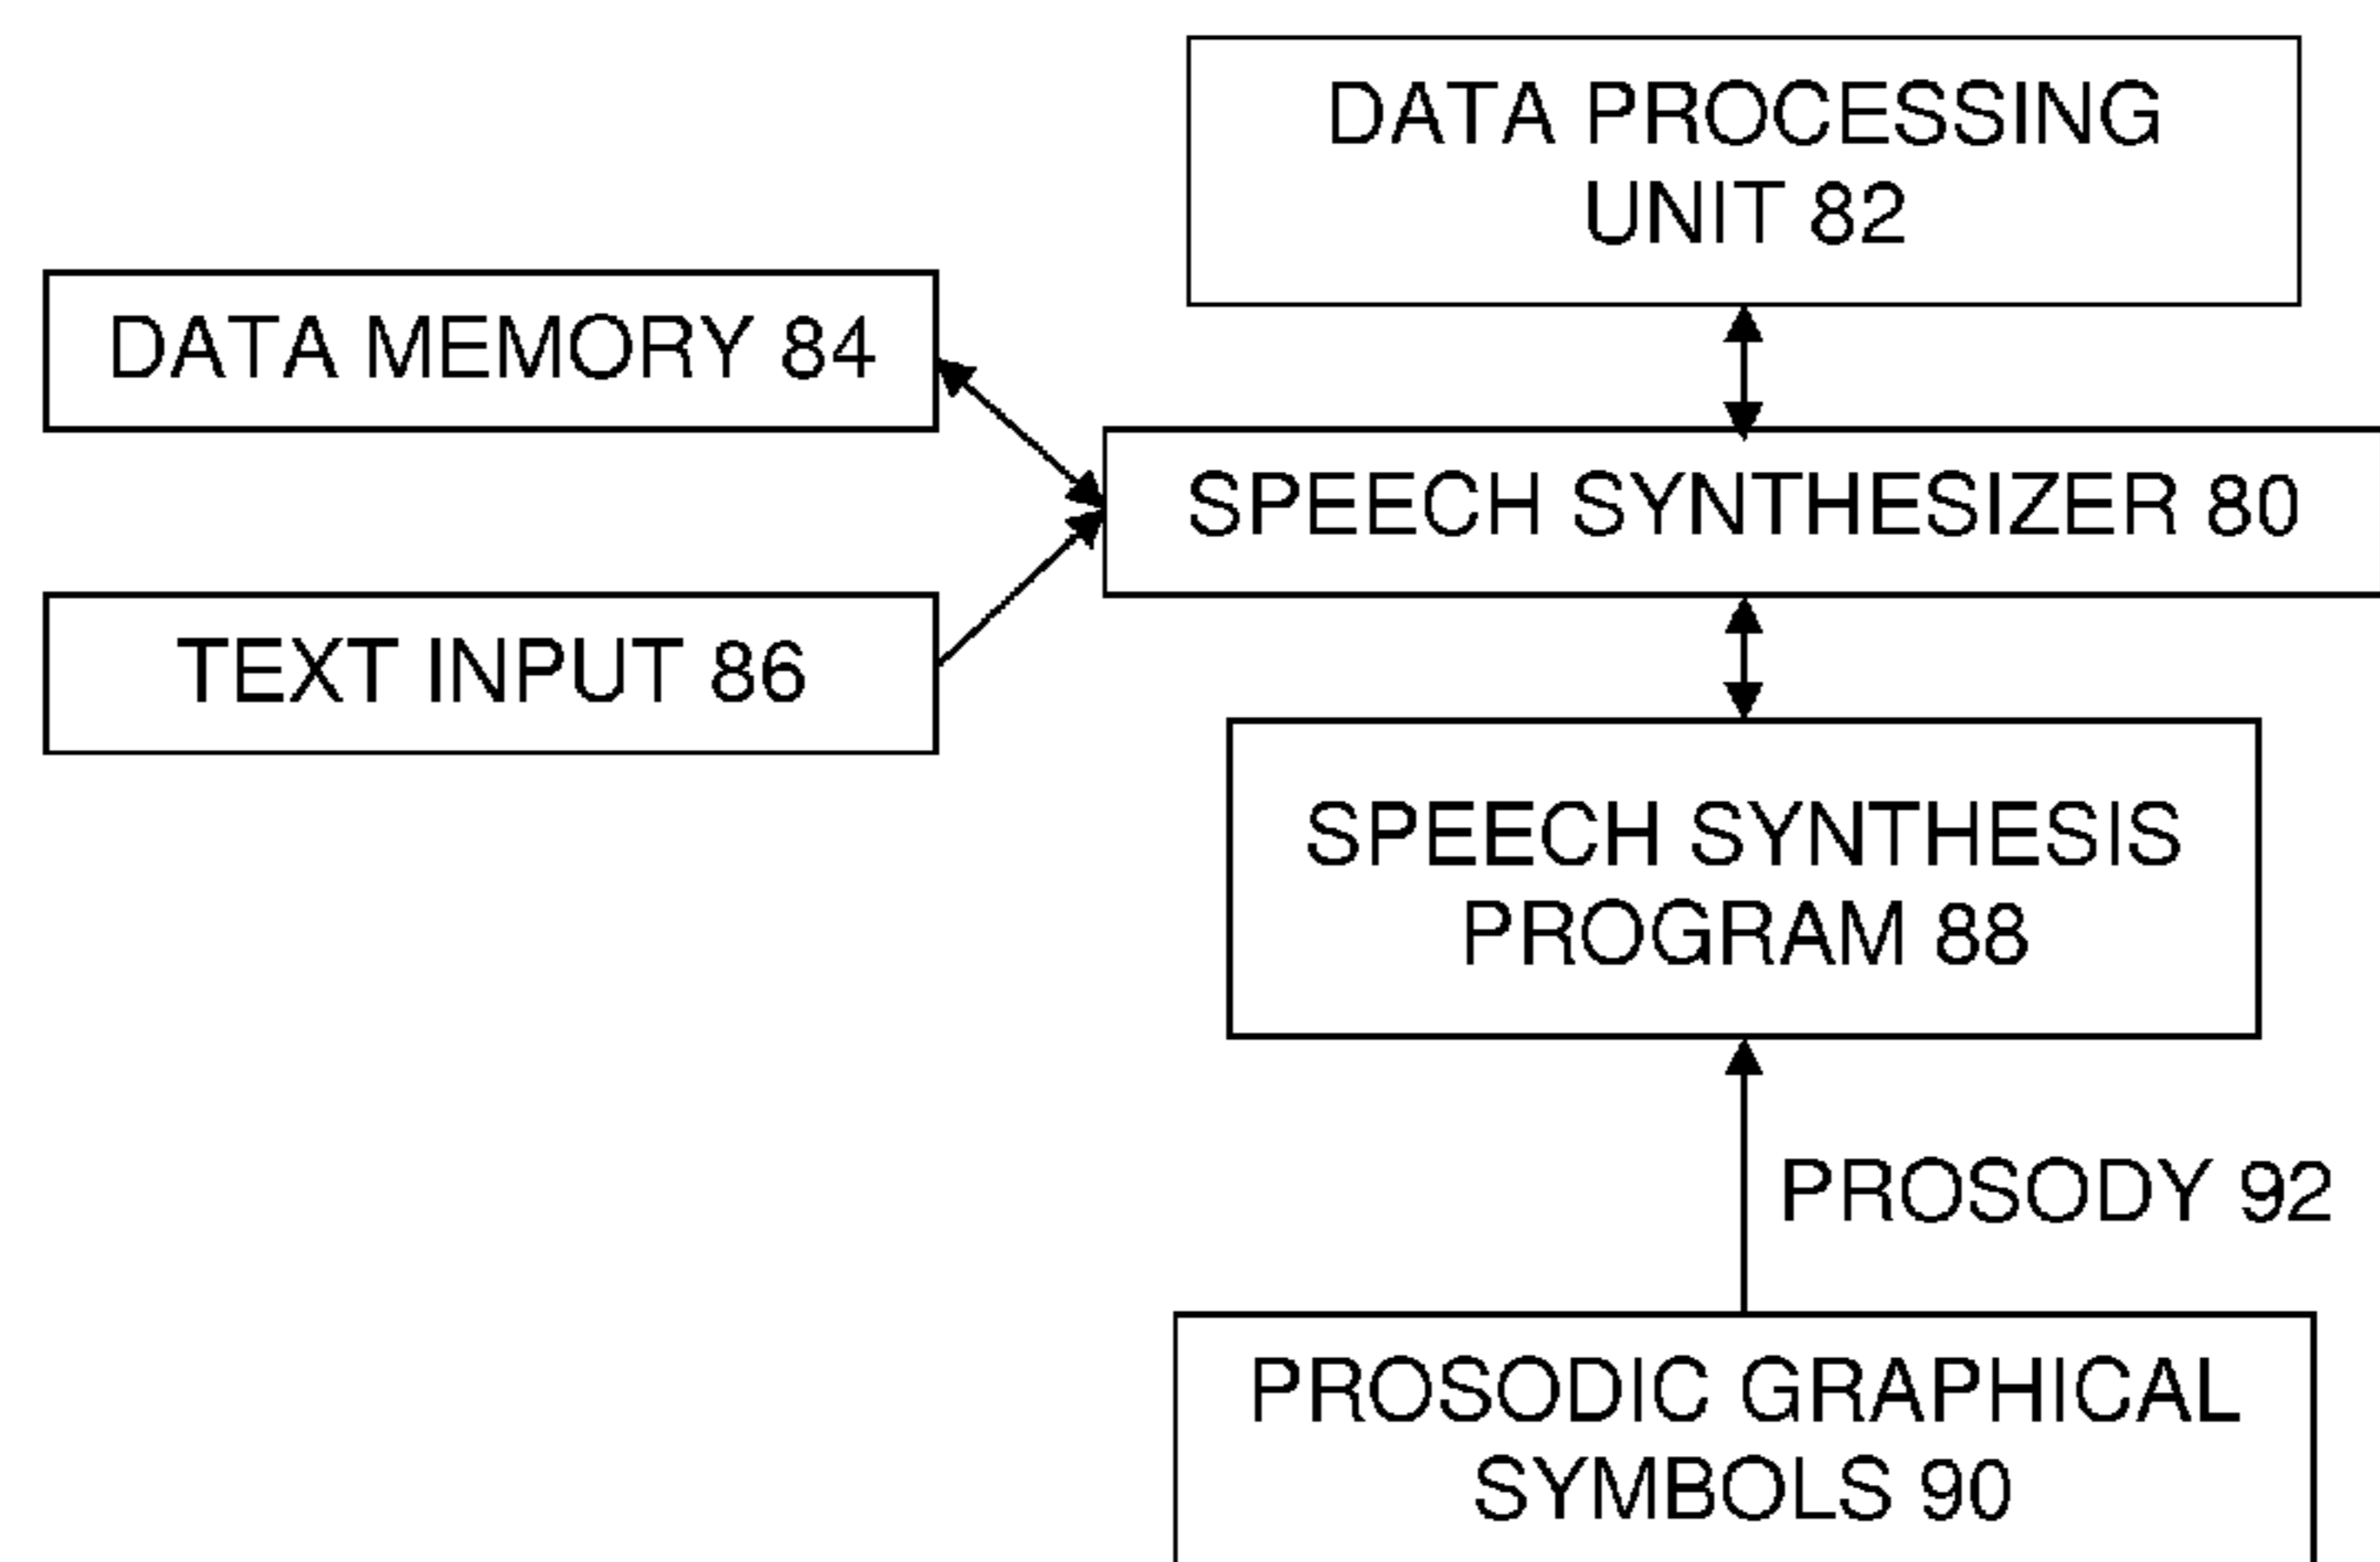 DATA PROCESSING
UNIT 82
DATA MEMORY 84
SPEECH SYNTHESIZER 80
TEXT INPUT 86
SPEECH SYNTHESIS
PROGRAM 88
PROSODY 92
PROSODIC GRAPHICAL
SYMBOLS 90